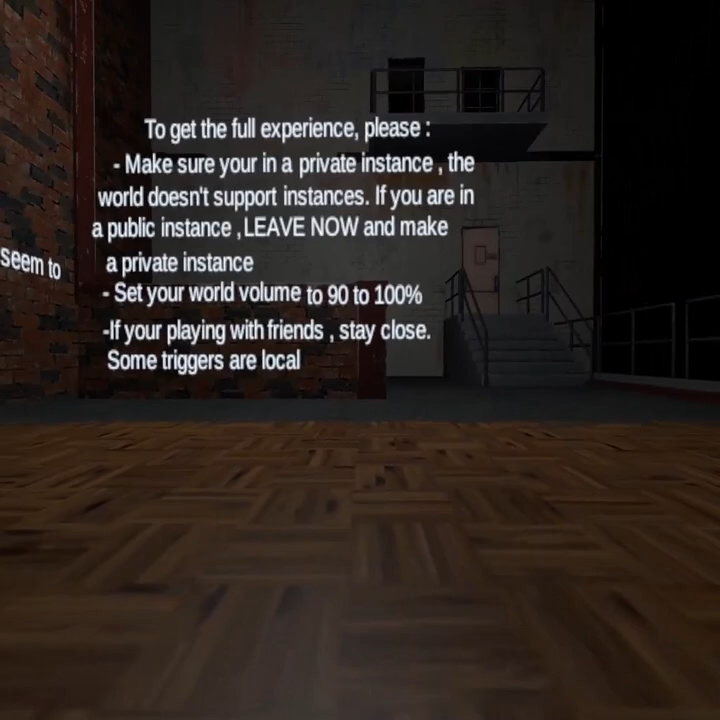 To get the full experience, please :
- Make sure your in a private instance , the
world doesn't support instances. If you are in
a public instance , LEAVE NOW and make
a private instance
- Set your world volume to 90 to 100%
-If your playing with friends , stay close.
Some triggers are local
seem to